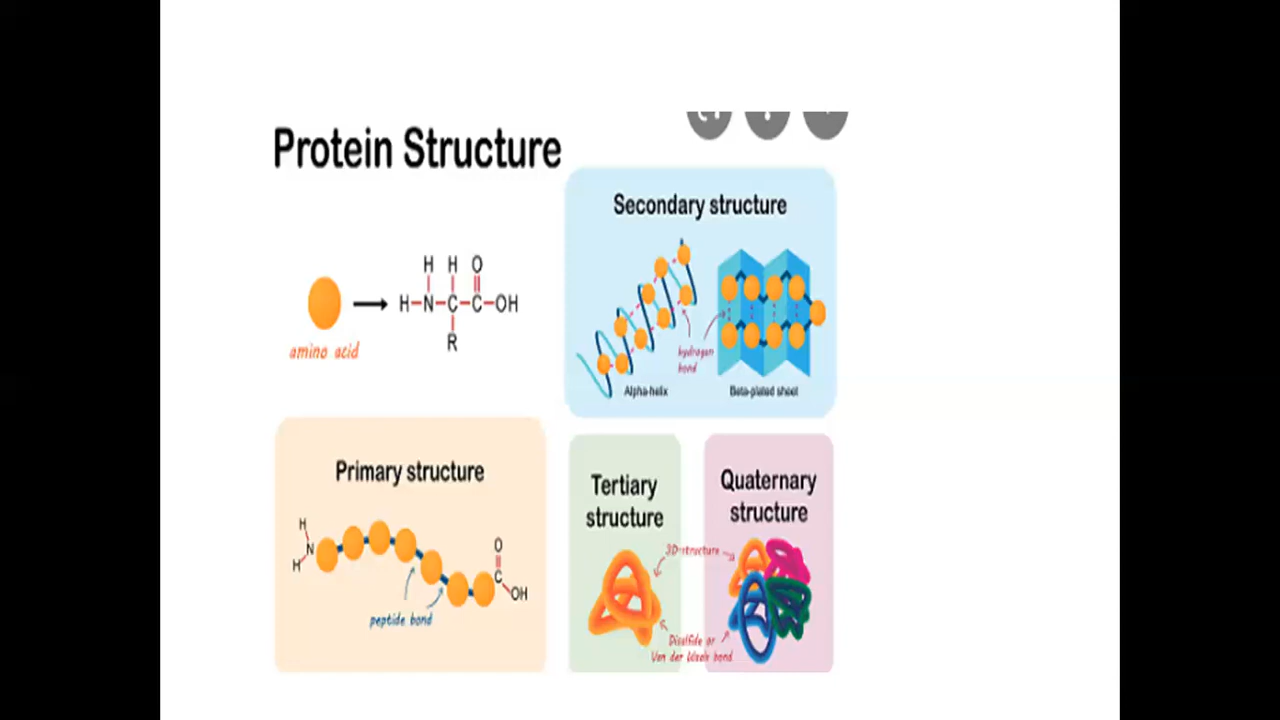 Protein Structure
Secondary structure
hydrogen
bond
Alpha-helix
Beta-plated sheet
H H O
H-N-C-C-OH
R
amino acid
Primary structure
H
N
H
O
C
OH
peptide bond
Tertiary
structure
Quaternary
structure
3D-structure
Disulfide or
Van der Waals bond